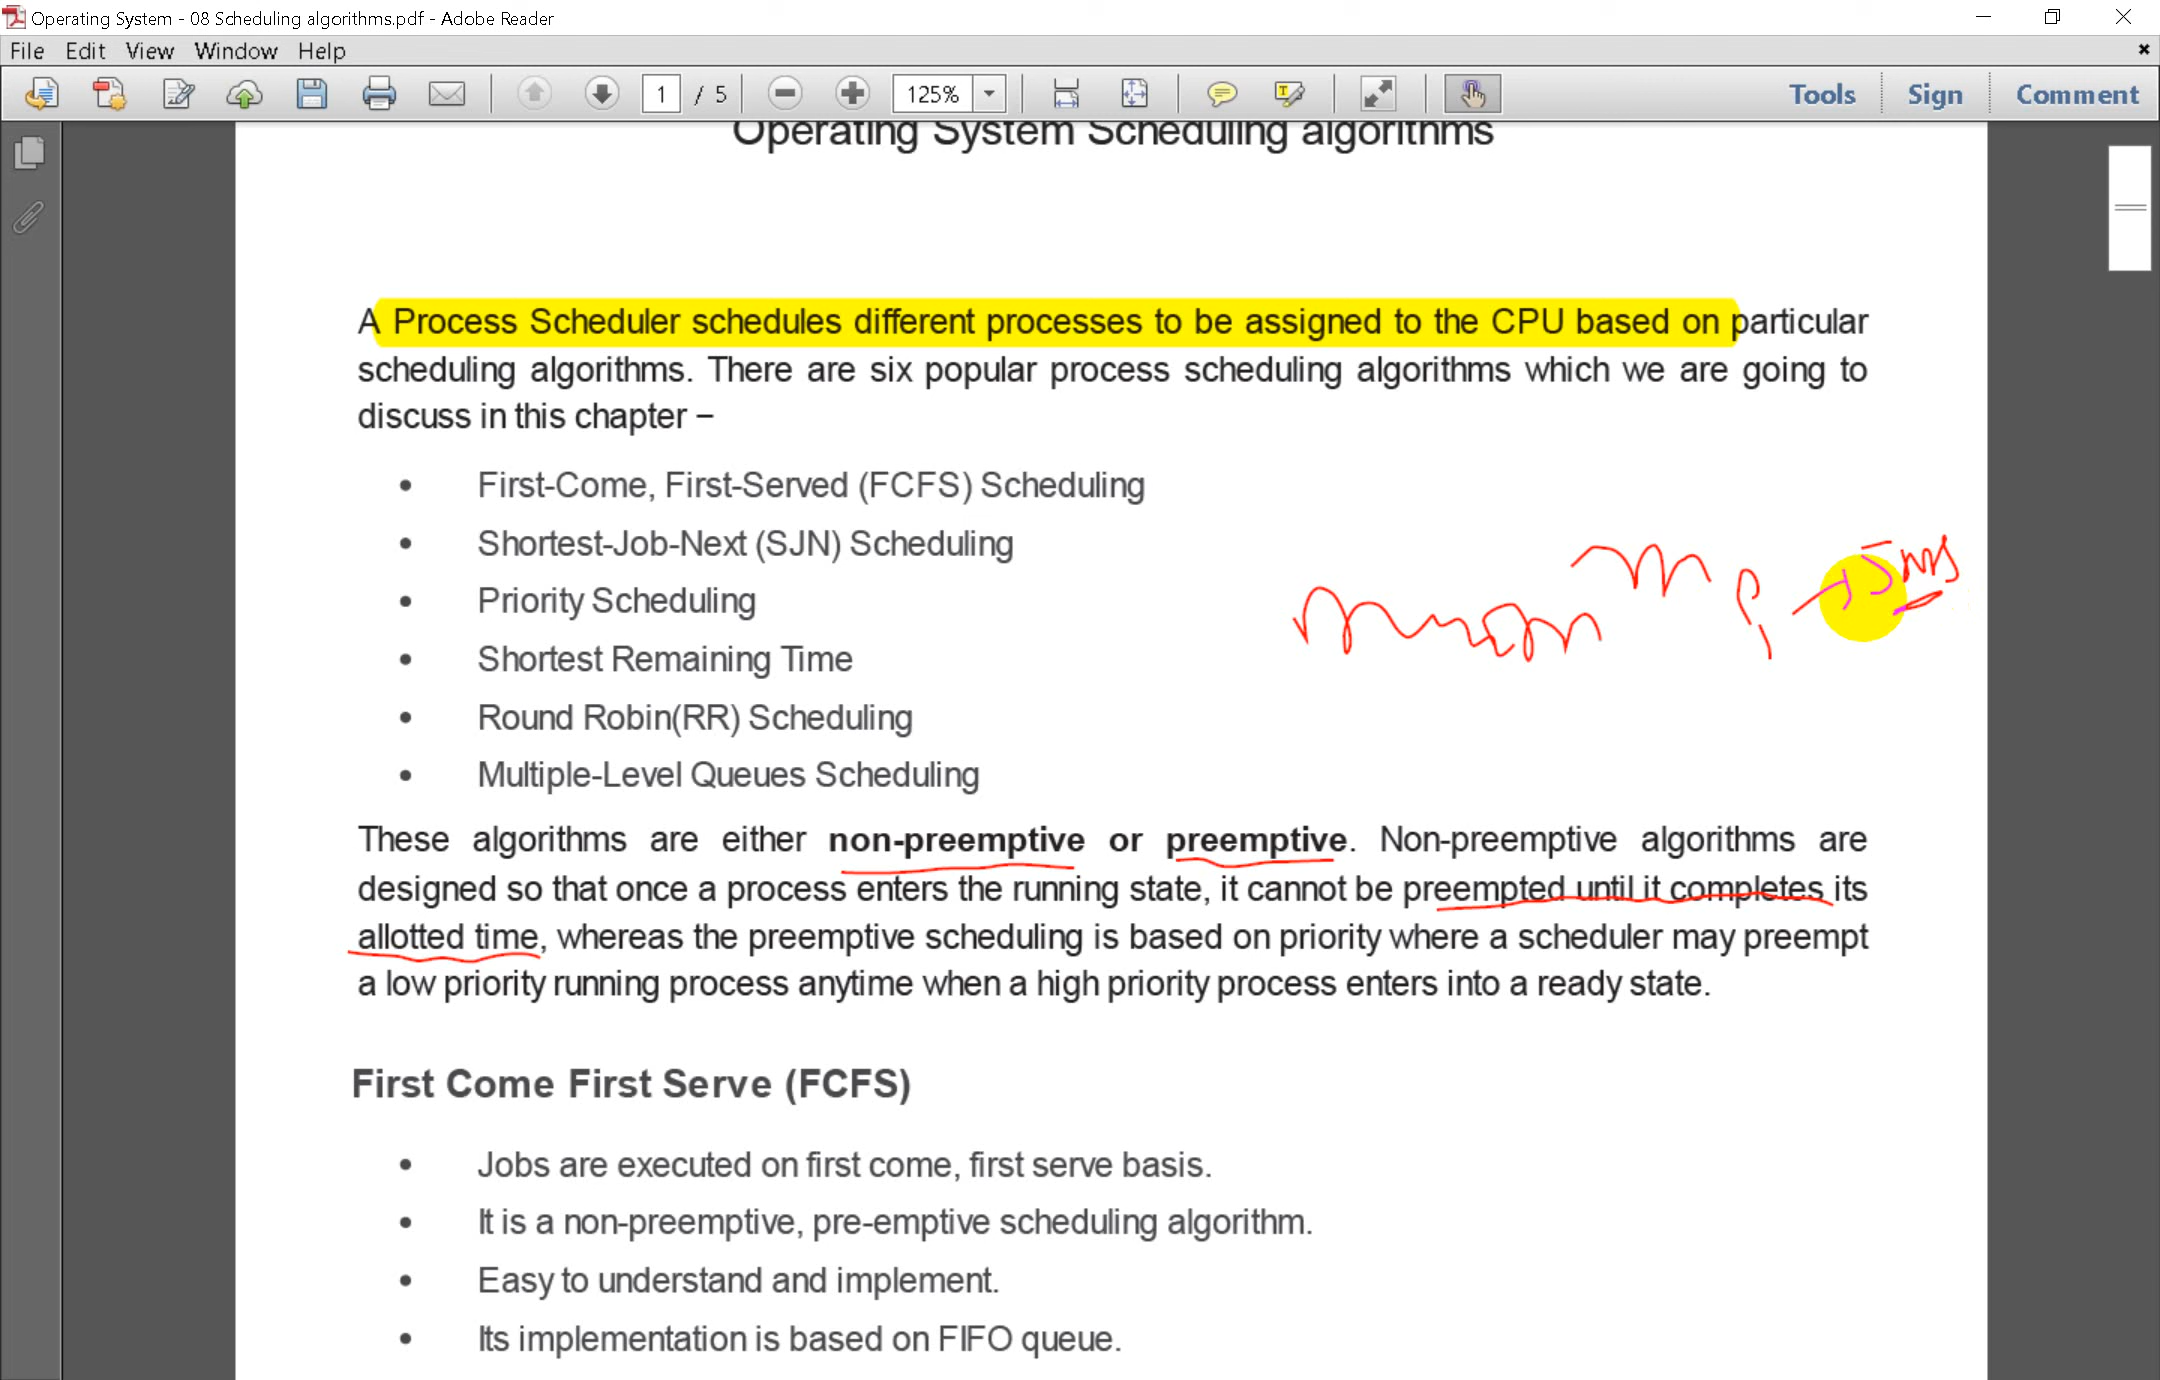 Operating System - 08 Scheduling algorithms.pdf - Adobe Reader
File Edit View Window Help
1 / 5 125% Tools Sign Comment
Operating System Scheduling algorithms
A Process Scheduler schedules different processes to be assigned to the CPU based on particular
scheduling algorithms. There are six popular process scheduling algorithms which we are going to
discuss in this chapter –
• First-Come, First-Served (FCFS) Scheduling
• Shortest-Job-Next (SJN) Scheduling
• Priority Scheduling
• Shortest Remaining Time
• Round Robin(RR) Scheduling
• Multiple-Level Queues Scheduling
These algorithms are either non-preemptive or preemptive. Non-preemptive algorithms are
designed so that once a process enters the running state, it cannot be preempted until it completes its
allotted time, whereas the preemptive scheduling is based on priority where a scheduler may preempt
a low priority running process anytime when a high priority process enters into a ready state.
First Come First Serve (FCFS)
• Jobs are executed on first come, first serve basis.
• It is a non-preemptive, pre-emptive scheduling algorithm.
• Easy to understand and implement.
• Its implementation is based on FIFO queue.